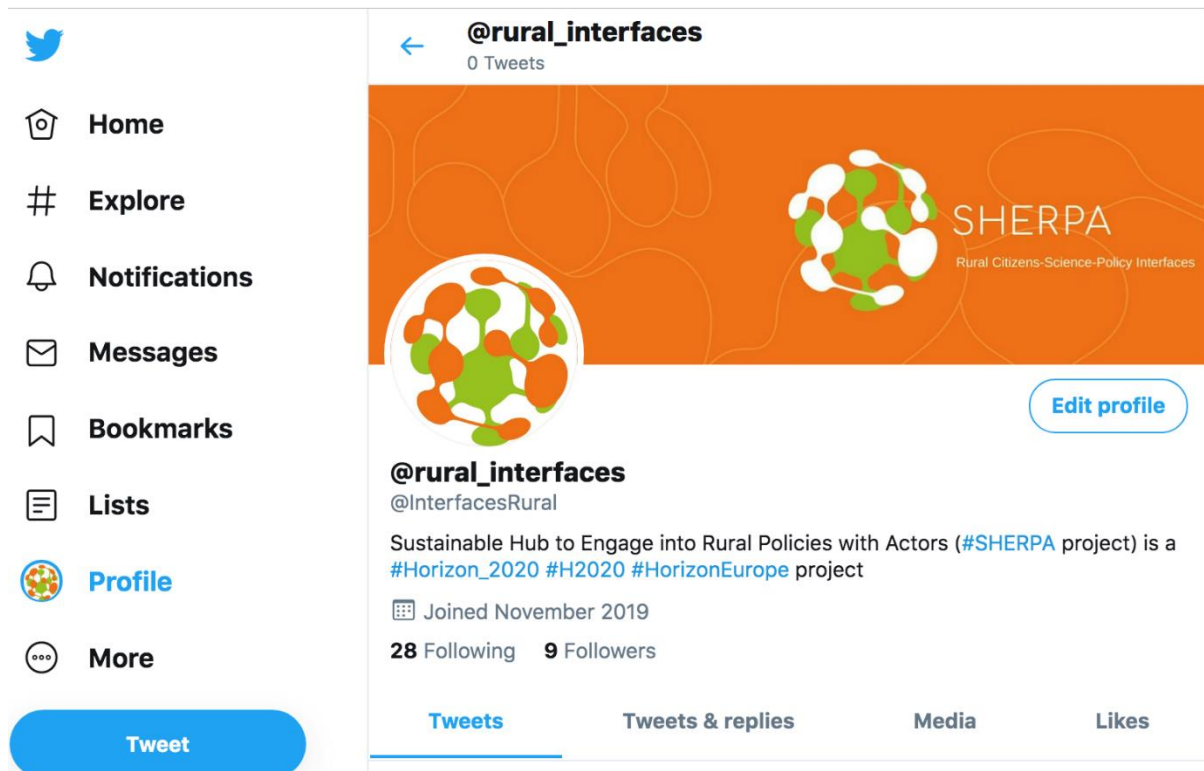 @rural_interfaces
0 Tweets
Home
Explore
Notifications
Messages
Bookmarks
Lists
Profile
More
Tweet
SHERPA
Rural Citizens-Science-Policy Interfaces
Edit profile
@rural_interfaces
@InterfacesRural
Sustainable Hub to Engage into Rural Policies with Actors (#SHERPA project) is a
#Horizon_2020 #H2020 #HorizonEurope project
Joined November 2019
28 Following 9 Followers
Tweets Tweets & replies Media Likes